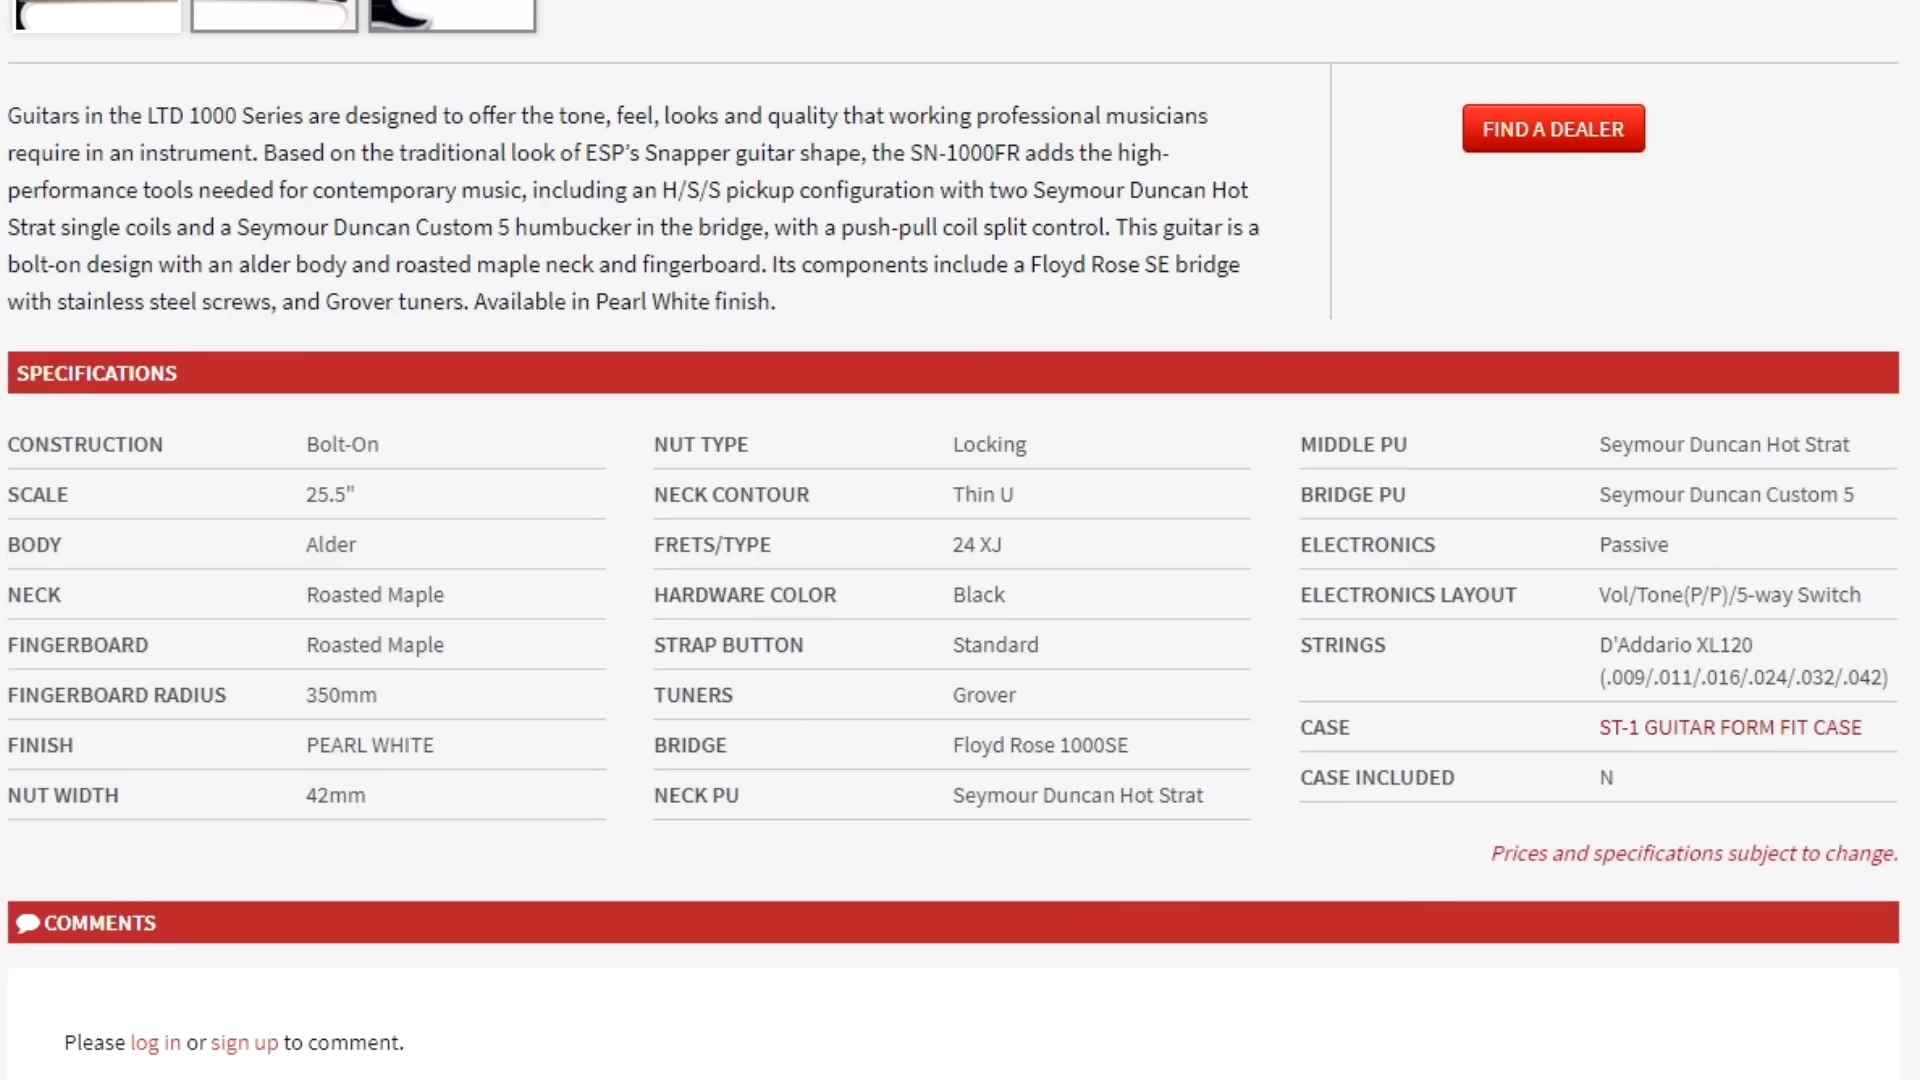 Guitars in the LTD 1000 Series are designed to offer the tone, feel, looks and quality that working professional musicians
require in an instrument. Based on the traditional look of ESP’s Snapper guitar shape, the SN-1000FR adds the high-
performance tools needed for contemporary music, including an H/S/S pickup configuration with two Seymour Duncan Hot
Strat single coils and a Seymour Duncan Custom 5 humbucker in the bridge, with a push-pull coil split control. This guitar is a
bolt-on design with an alder body and roasted maple neck and fingerboard. Its components include a Floyd Rose SE bridge
with stainless steel screws, and Grover tuners. Available in Pearl White finish.
FIND A DEALER
SPECIFICATIONS
CONSTRUCTION Bolt-On
SCALE 25.5"
BODY Alder
NECK Roasted Maple
FINGERBOARD Roasted Maple
FINGERBOARD RADIUS 350mm
FINISH PEARL WHITE
NUT WIDTH 42mm
NUT TYPE Locking
NECK CONTOUR Thin U
FRETS/TYPE 24 XJ
HARDWARE COLOR Black
STRAP BUTTON Standard
TUNERS Grover
BRIDGE Floyd Rose 1000SE
NECK PU Seymour Duncan Hot Strat
MIDDLE PU Seymour Duncan Hot Strat
BRIDGE PU Seymour Duncan Custom 5
ELECTRONICS Passive
ELECTRONICS LAYOUT Vol/Tone(P/P)/5-way Switch
STRINGS D'Addario XL120
(.009/.011/.016/.024/.032/.042)
CASE ST-1 GUITAR FORM FIT CASE
CASE INCLUDED N
Prices and specifications subject to change.
COMMENTS
Please log in or sign up to comment.